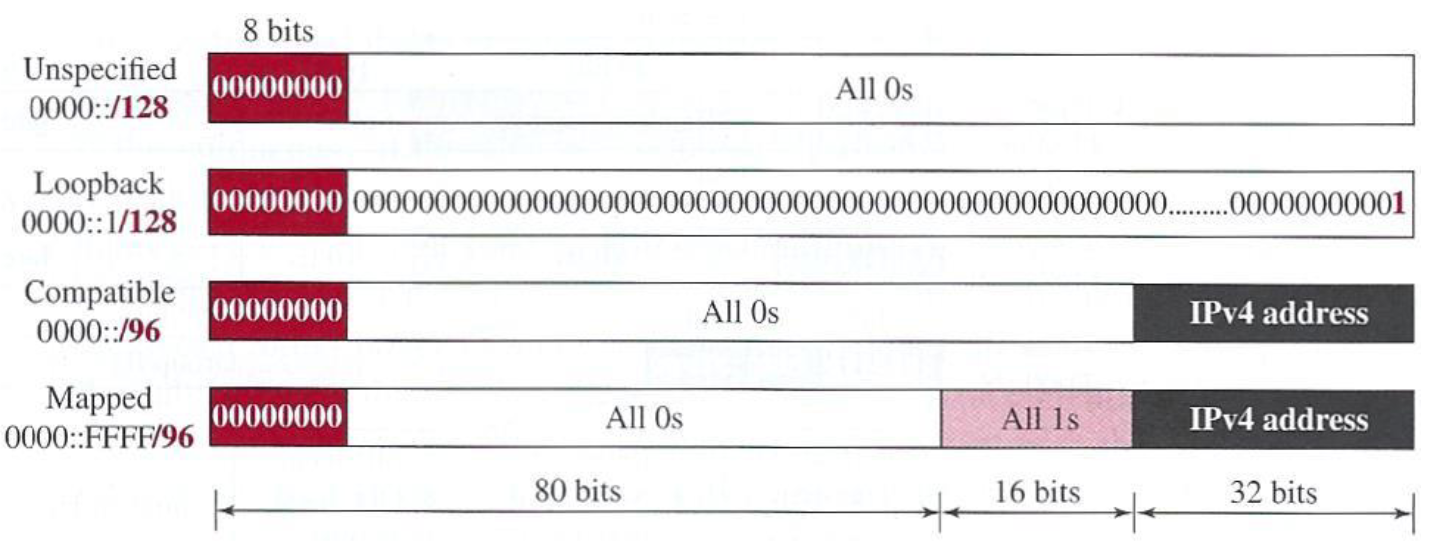 8 bits
Unspecified
0000::/128
00000000 All 0s
Loopback
0000::1/128
00000000 0000000000000000000000000000000000000000000000000000000.........000000000001
Compatible
0000::/96
00000000 All 0s IPv4 address
Mapped
0000::FFFF/96
00000000 All 0s All 1s IPv4 address
80 bits 16 bits 32 bits